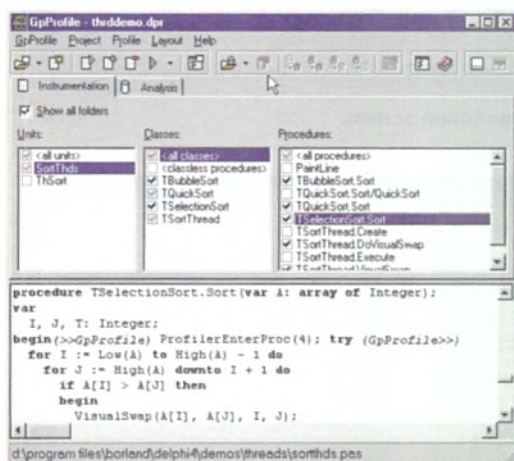 GpProfile - thrddemo.dpr
GpProfile Project Profile Layout Help
Instrumentation Analysis
Show all folders
Units: Classes: Procedures:
<all units>
SortThds
ThSort
<all classes>
<classless procedures>
TBubbleSort
TQuickSort
TSelectionSort
TSortThread
<all procedures>
PaintLine
TBubbleSort.Sort
TQuickSort.Sort/QuickSort
TQuickSort.Sort
TSelectionSort.Sort
TSortThread.Create
TSortThread.DoVisualSwap
TSortThread.Execute
TSortThread.VisualSwap
procedure TSelectionSort.Sort(var A: array of Integer);
var
I, J, T: Integer;
begin{>>GpProfile} ProfilerEnterProc(4); try {GpProfile>>}
for I := Low(A) to High(A) - 1 do
for J := High(A) downto I + 1 do
if A[I] > A[J] then
begin
VisualSwap(A[I], A[J], I, J);
d:\program files\borland\delphi4\demos\threads\sortthds.pas